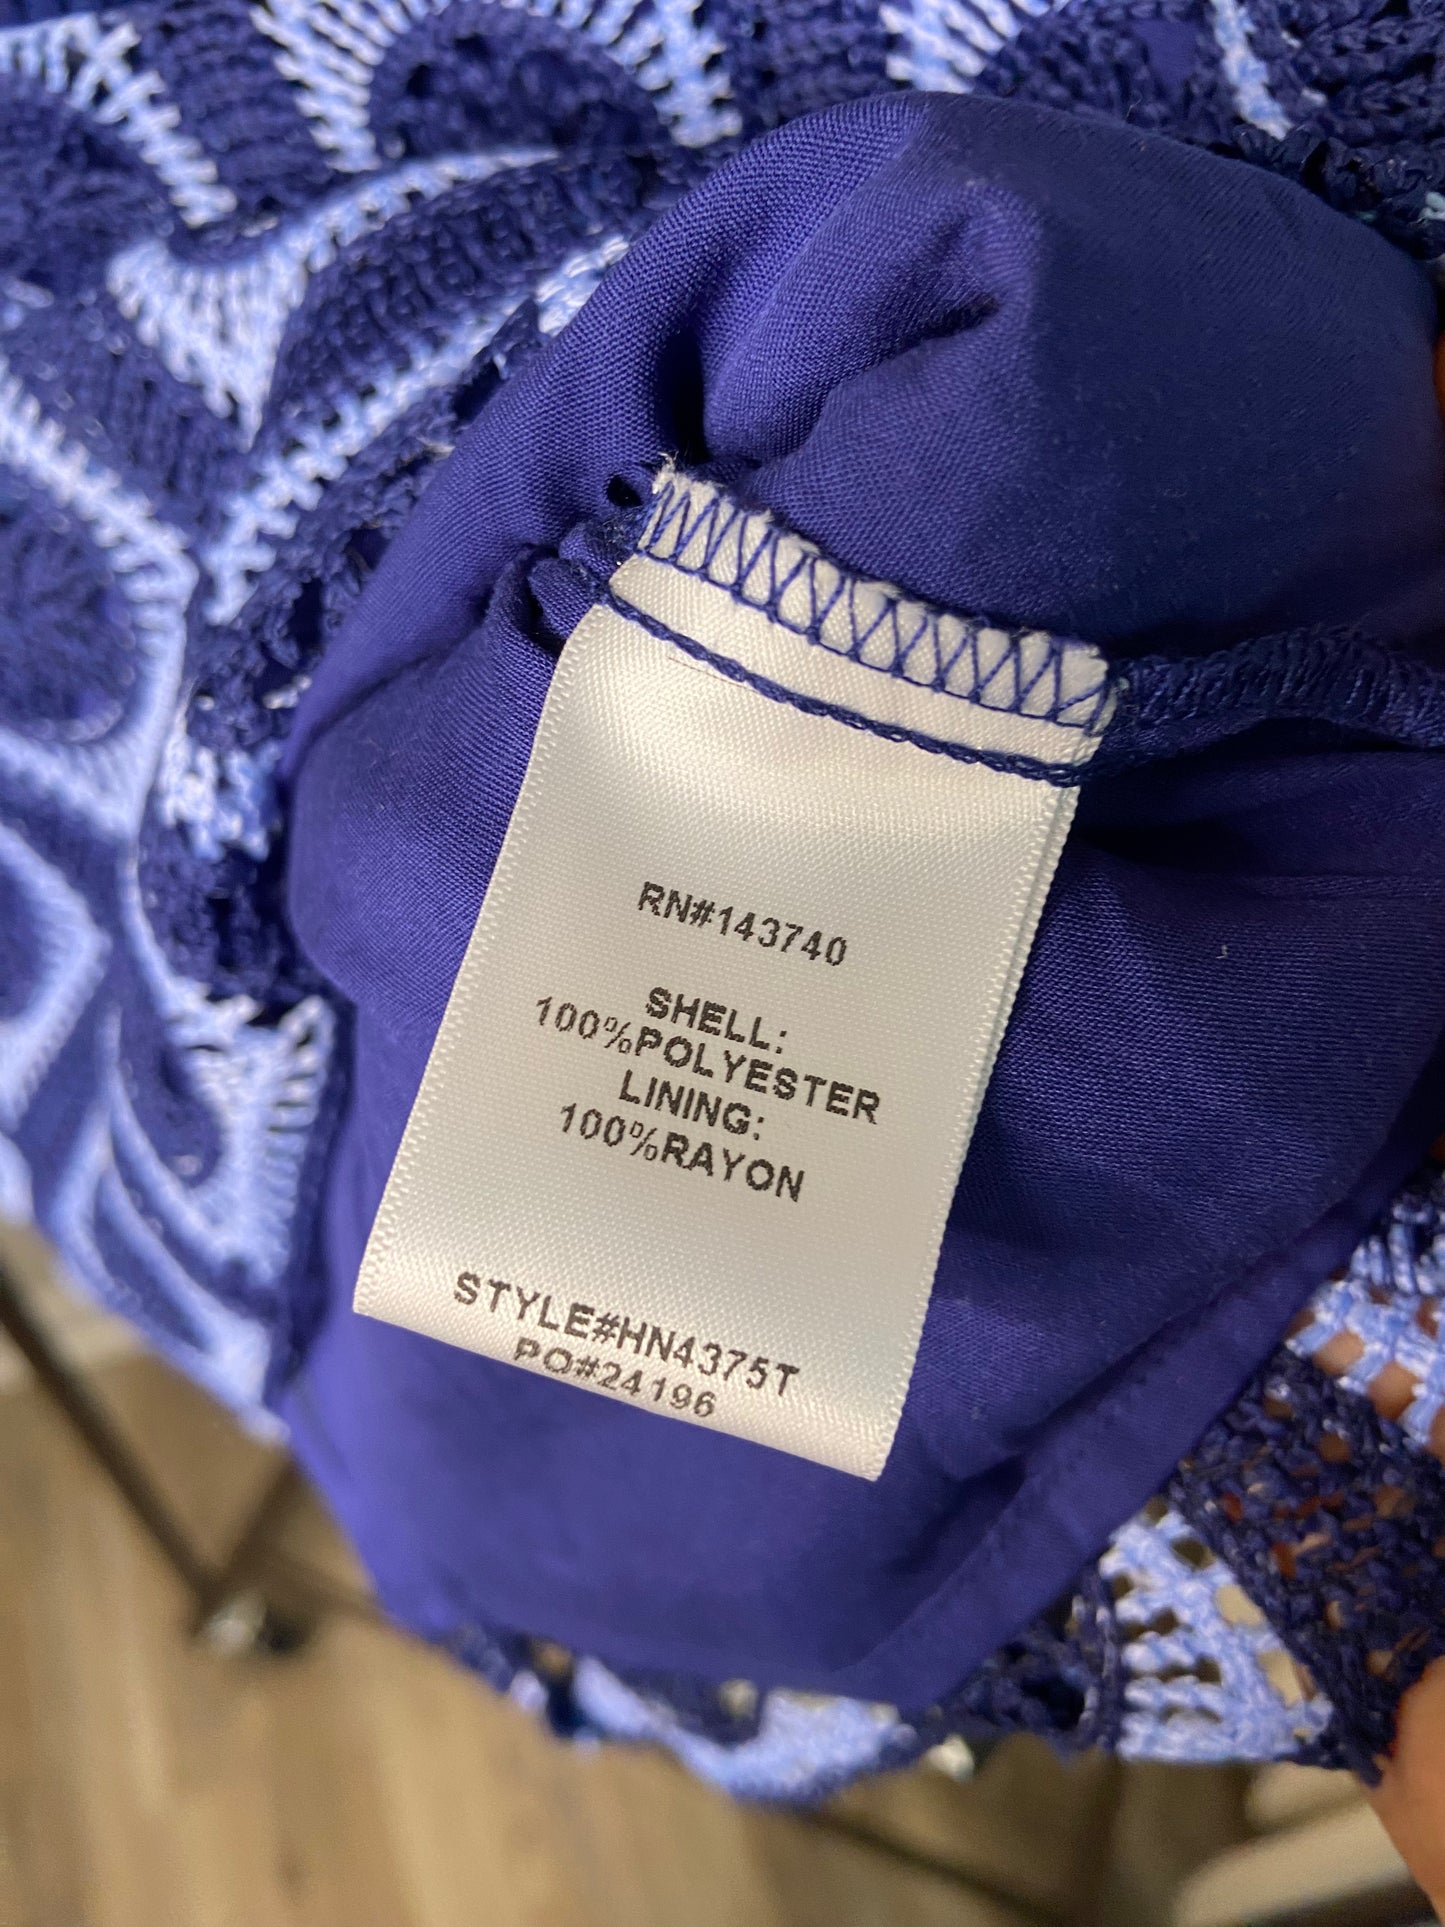 RN#143740
SHELL:
100%POLYESTER
LINING:
100%RAYON
STYLE#HN4375T
PO#24196